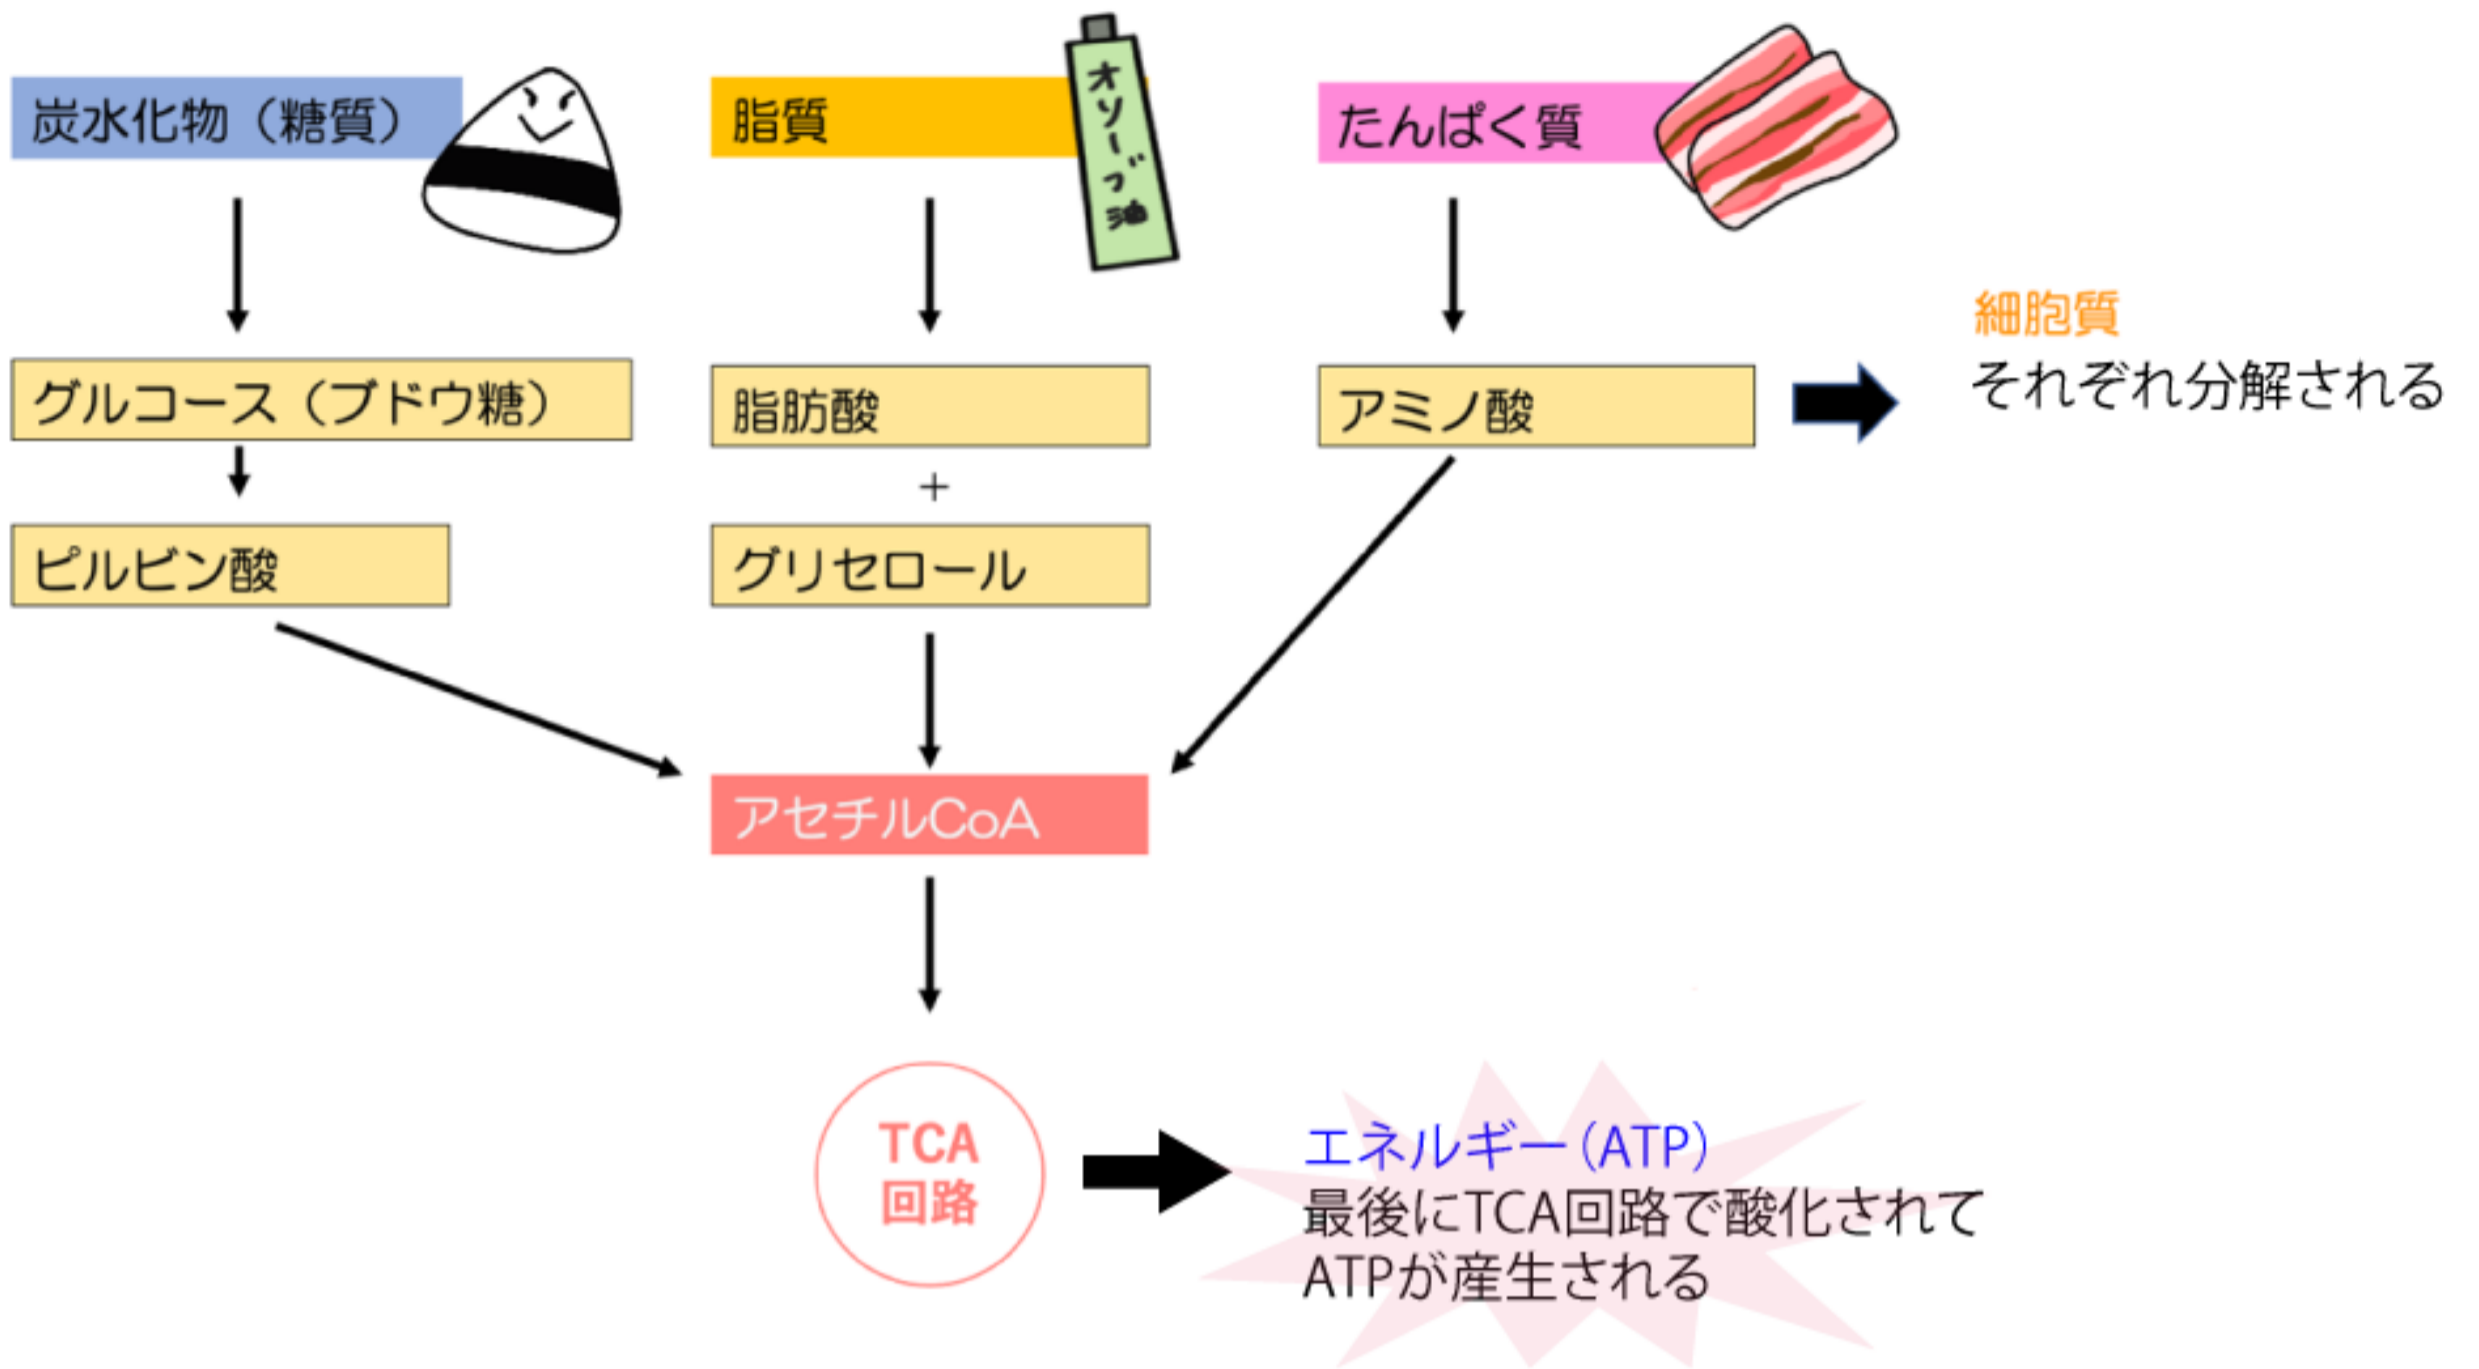 炭水化物（糖質）
脂質
オリーブ油
たんぱく質
細胞質
それぞれ分解される
グルコース（ブドウ糖）
脂肪酸
アミノ酸
+
ピルビン酸
グリセロール
アセチルCoA
TCA
回路
エネルギー（ATP）
最後にTCA回路で酸化されて
ATPが産生される